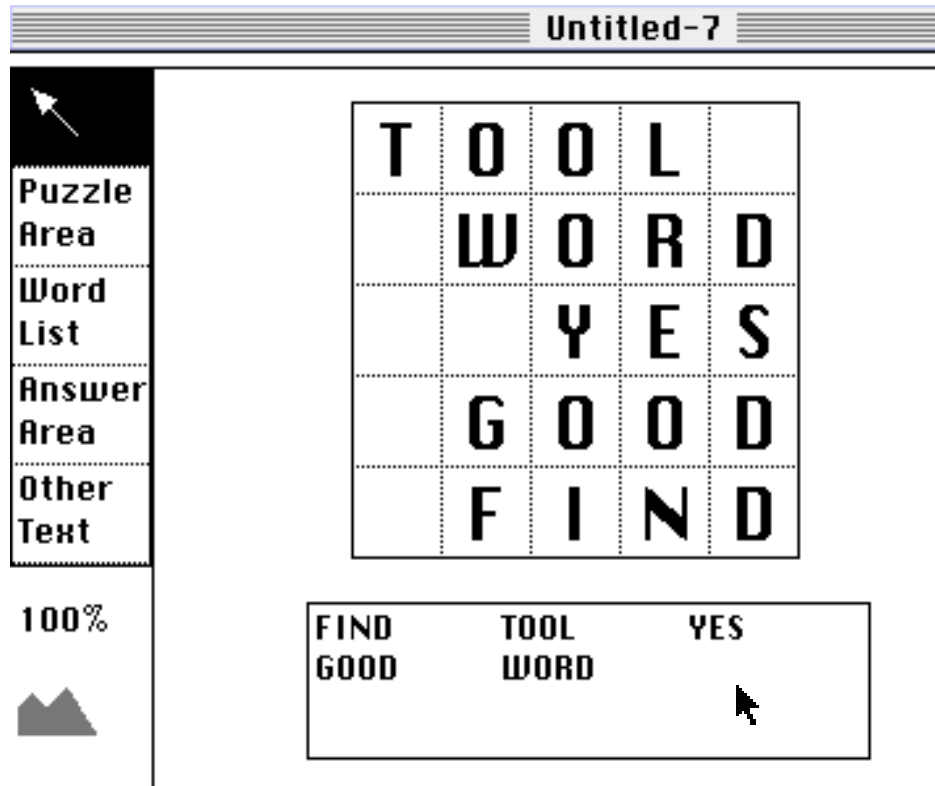 Untitled-7
Puzzle
Area
Word
List
Answer
Area
Other
Text
100%
T O O L
W O R D
Y E S
G O O D
F I N D
FIND TOOL YES
GOOD WORD